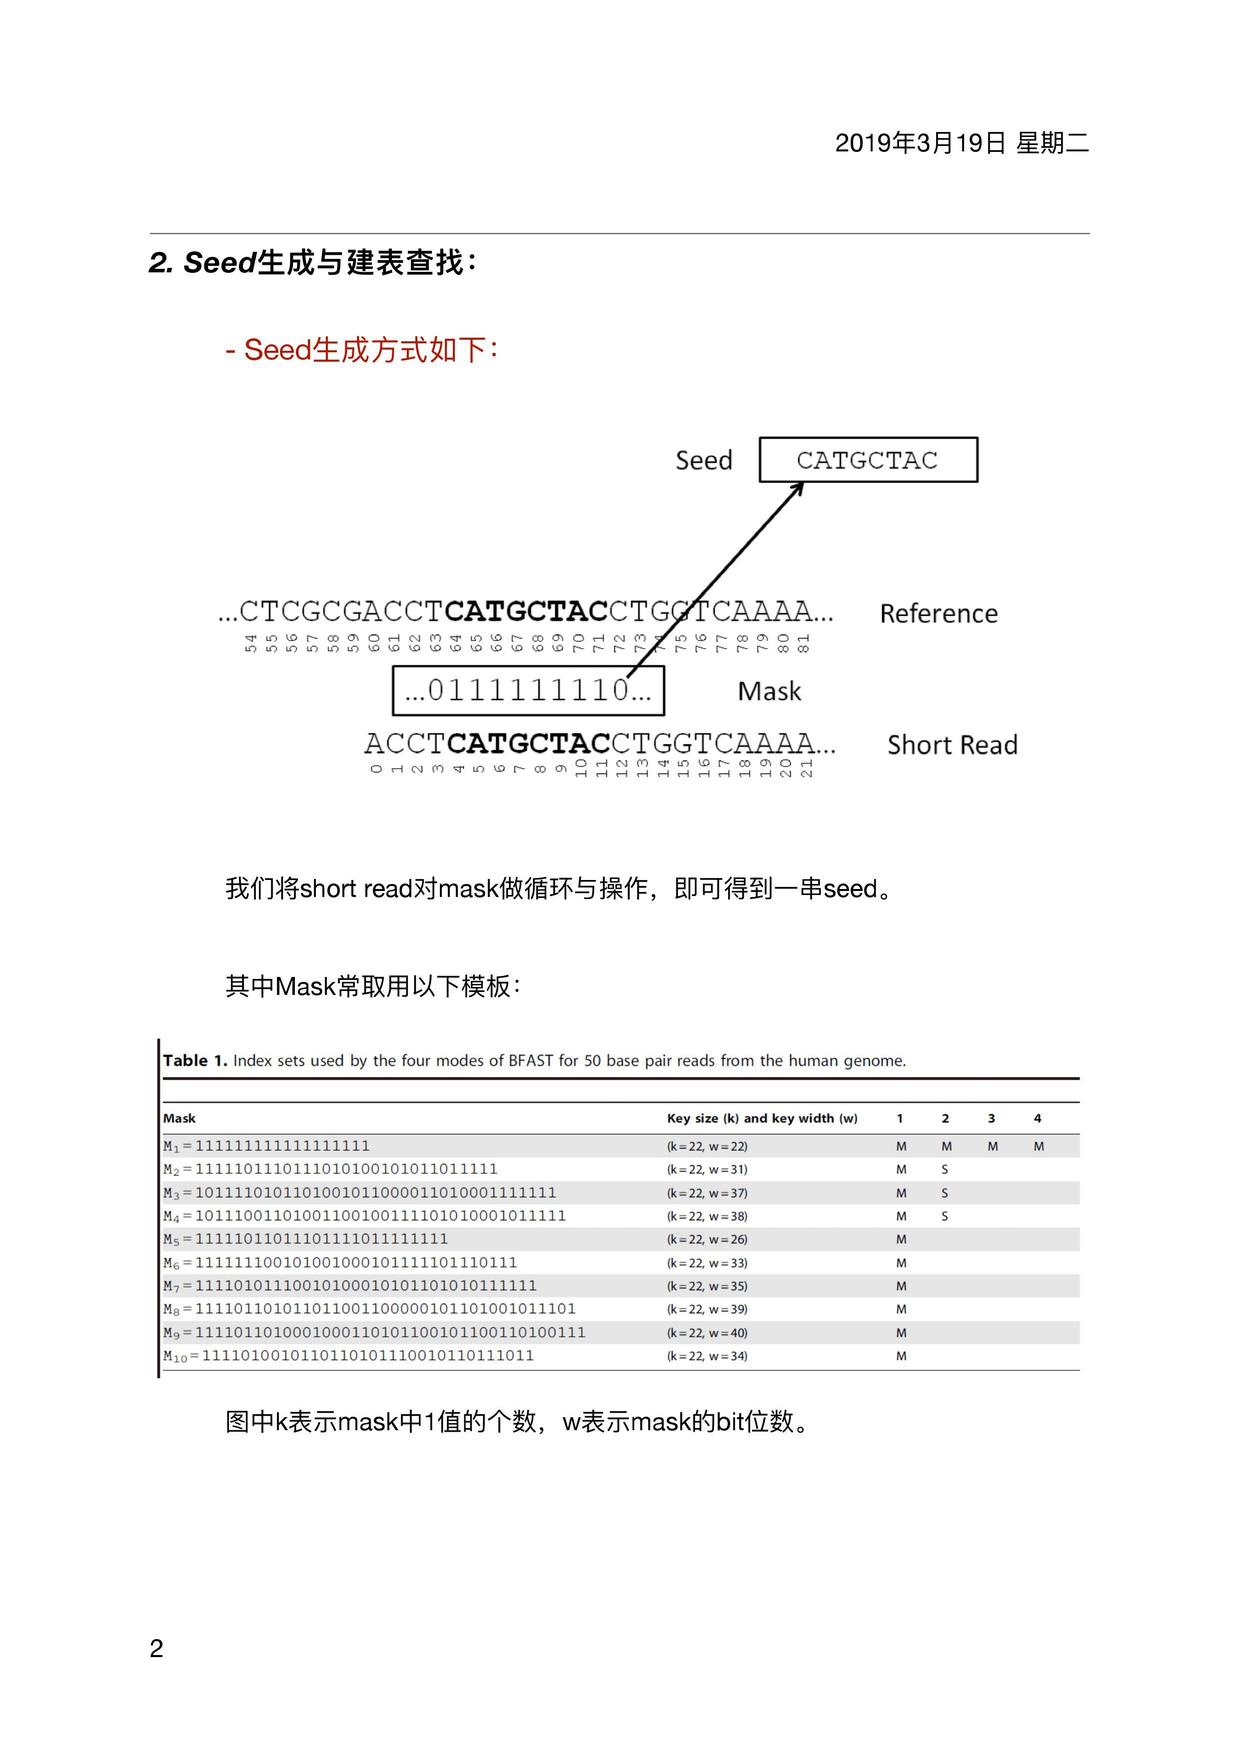 2019年3月19日 星期二
2. Seed生成与建表查找：
- Seed生成方式如下：
Seed CATGCTAC
...CTCGCGACCTCATGCTACCTGGTCAAAA... Reference
54 55 56 57 58 59 60 61 62 63 64 65 66 67 68 69 70 71 72 73 74 75 76 77 78 79 80 81
...0111111110... Mask
ACCTCATGCTACCTGGTCAAAA... Short Read
0 1 2 3 4 5 6 7 8 9 10 11 12 13 14 15 16 17 18 19 20 21
我们将short read对mask做循环与操作，即可得到一串seed。
其中Mask常取用以下模板：
Table 1. Index sets used by the four modes of BFAST for 50 base pair reads from the human genome.
Mask Key size (k) and key width (w) 1 2 3 4
M1=111111111111111111 (k=22, w=22) M M M M
M2=1111101110111010100101011011111 (k=22, w=31) M S
M3=1011110101101001011000011010001111111 (k=22, w=37) M S
M4=10111001101001100100111101010001011111 (k=22, w=38) M S
M5=11111011011101111011111111 (k=22, w=26) M
M6=111111100101001000101111101110111 (k=22, w=33) M
M7=11110101110010100010101101010111111 (k=22, w=35) M
M8=111101101011011001100000101101001011101 (k=22, w=39) M
M9=1111011010001000110101100101100110100111 (k=22, w=40) M
M10=1111010010110110101110010110111011 (k=22, w=34) M
图中k表示mask中1值的个数，w表示mask的bit位数。
2